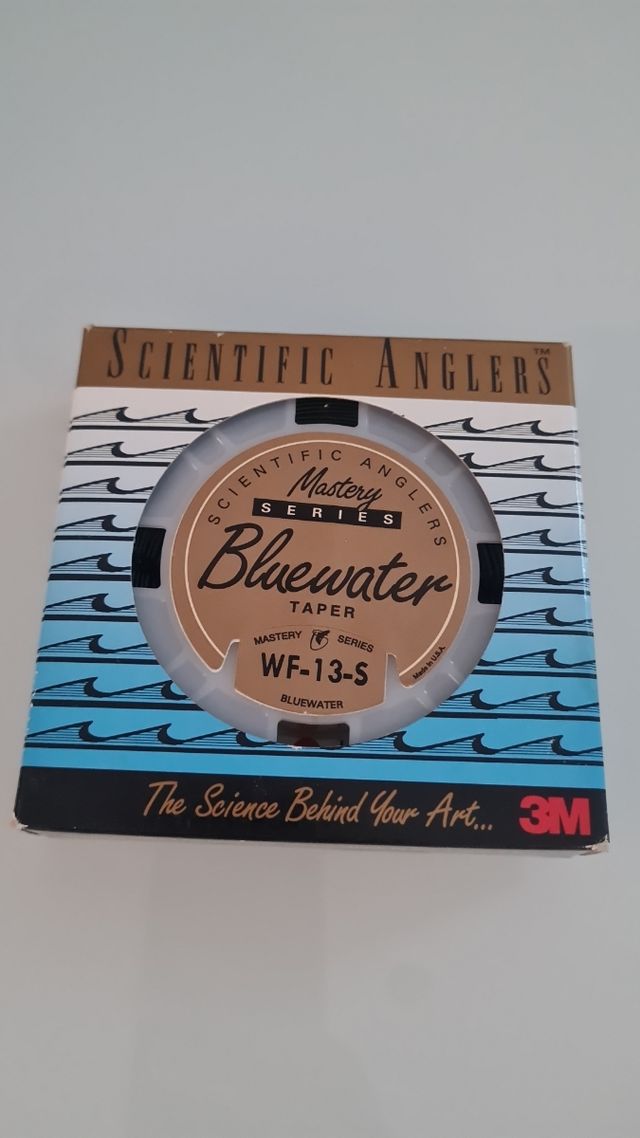 SCIENTIFIC ANGLERS™
SCIENTIFIC ANGLERS
Mastery
SERIES
Bluewater
TAPER
MASTERY SERIES
WF-13-S
BLUEWATER
Made in U.S.A.
The Science Behind Your Art...
3M